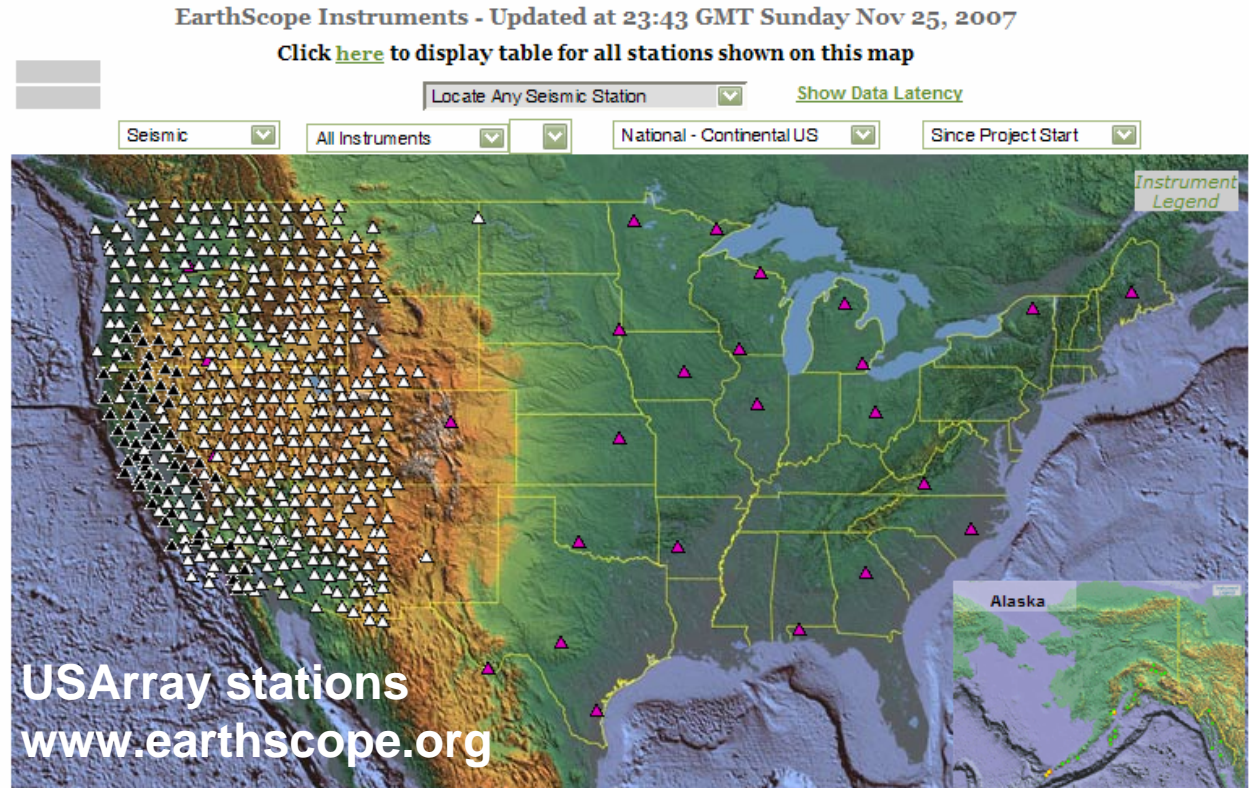 EarthScope Instruments - Updated at 23:43 GMT Sunday Nov 25, 2007
Click here to display table for all stations shown on this map
Locate Any Seismic Station
Show Data Latency
Seismic
All Instruments
National - Continental US
Since Project Start
Instrument
Legend
Alaska
USArray stations
www.earthscope.org